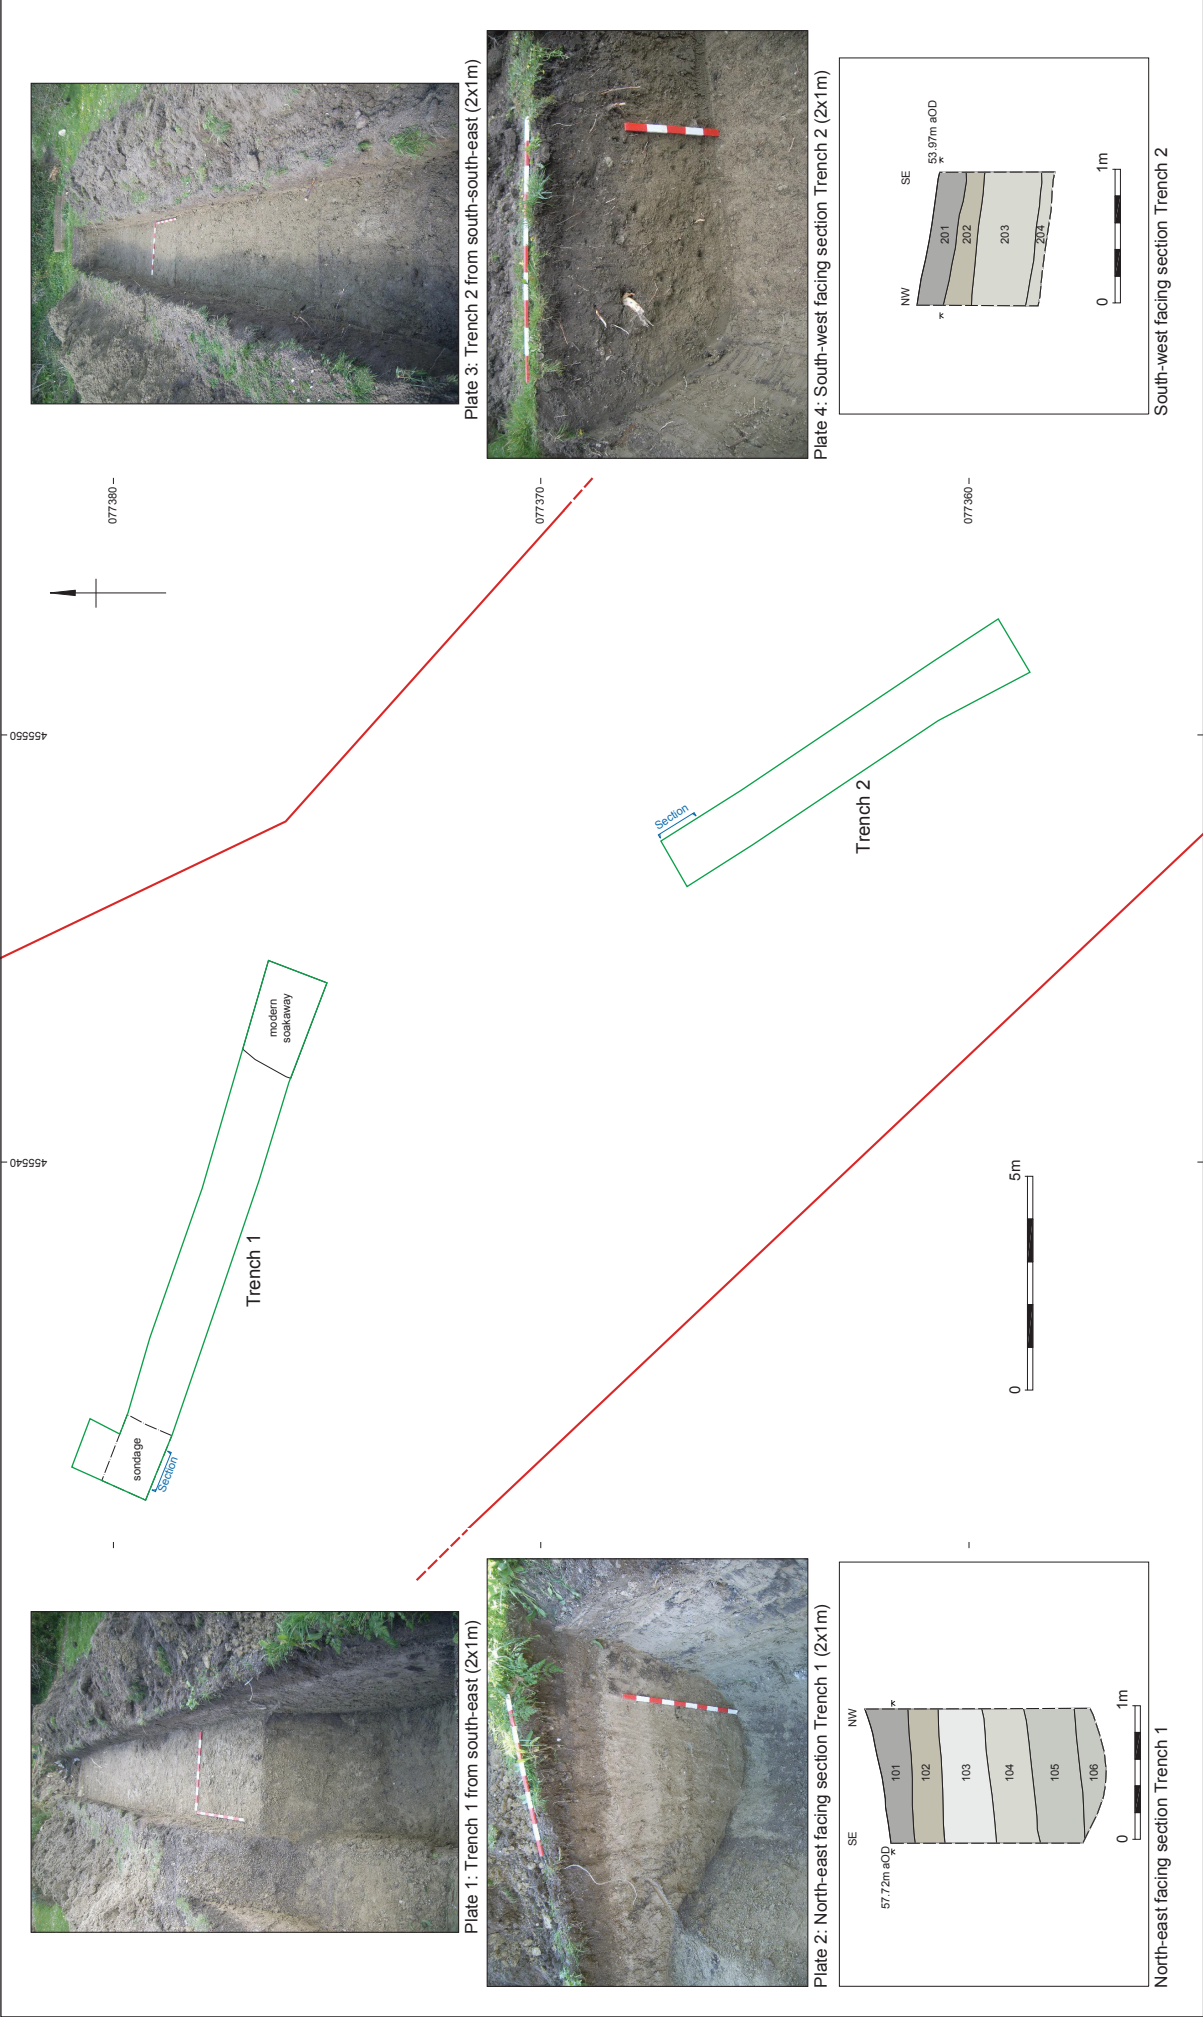 Plate 1: Trench 1 from south-east (2x1m)
Plate 2: North-east facing section Trench 1 (2x1m)
SE
NW
57.72m aOD
101
102
103
104
105
106
0
1m
North-east facing section Trench 1
455540
455550
077380
077370
077360
sondage
Section
Trench 1
modern
soakaway
Section
Trench 2
0
5m
Plate 3: Trench 2 from south-south-east (2x1m)
Plate 4: South-west facing section Trench 2 (2x1m)
NW
SE
53.97m aOD
201
202
203
204
0
1m
South-west facing section Trench 2